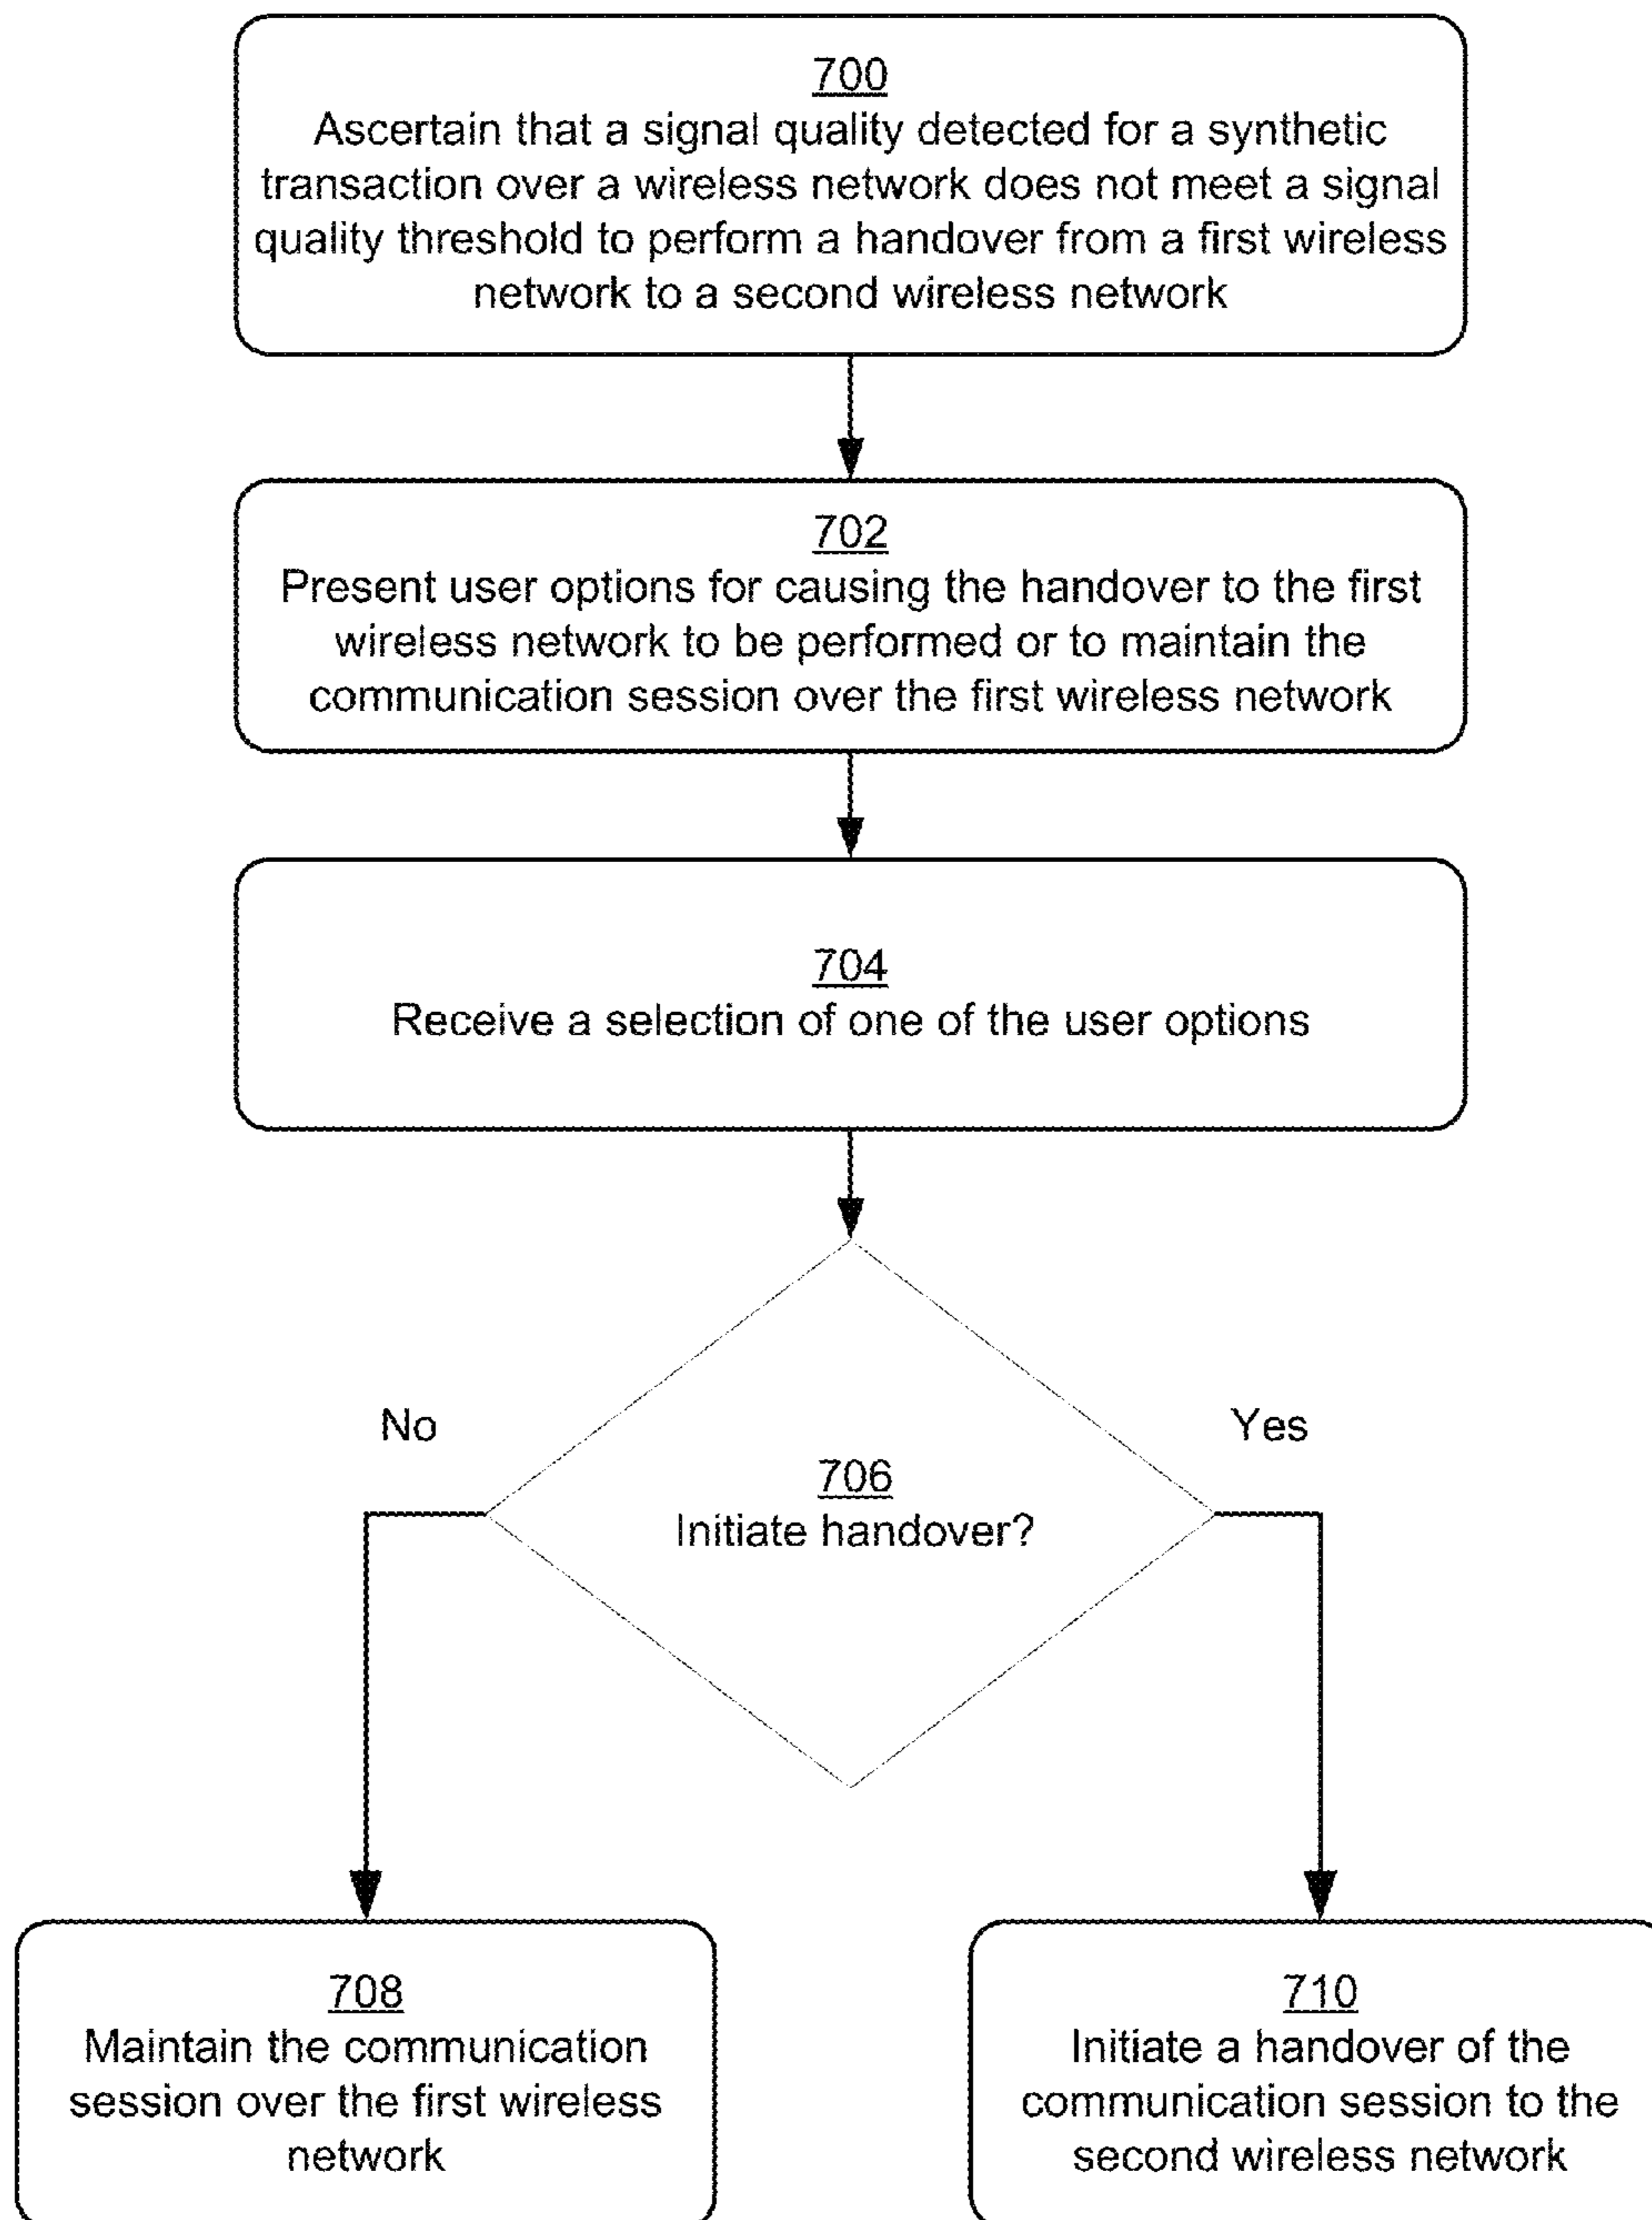 700
Ascertain that a signal quality detected for a synthetic
transaction over a wireless network does not meet a signal
quality threshold to perform a handover from a first wireless
network to a second wireless network
702
Present user options for causing the handover to the first
wireless network to be performed or to maintain the
communication session over the first wireless network
704
Receive a selection of one of the user options
No
Yes
706
Initiate handover?
708
Maintain the communication
session over the first wireless
network
710
Initiate a handover of the
communication session to the
second wireless network